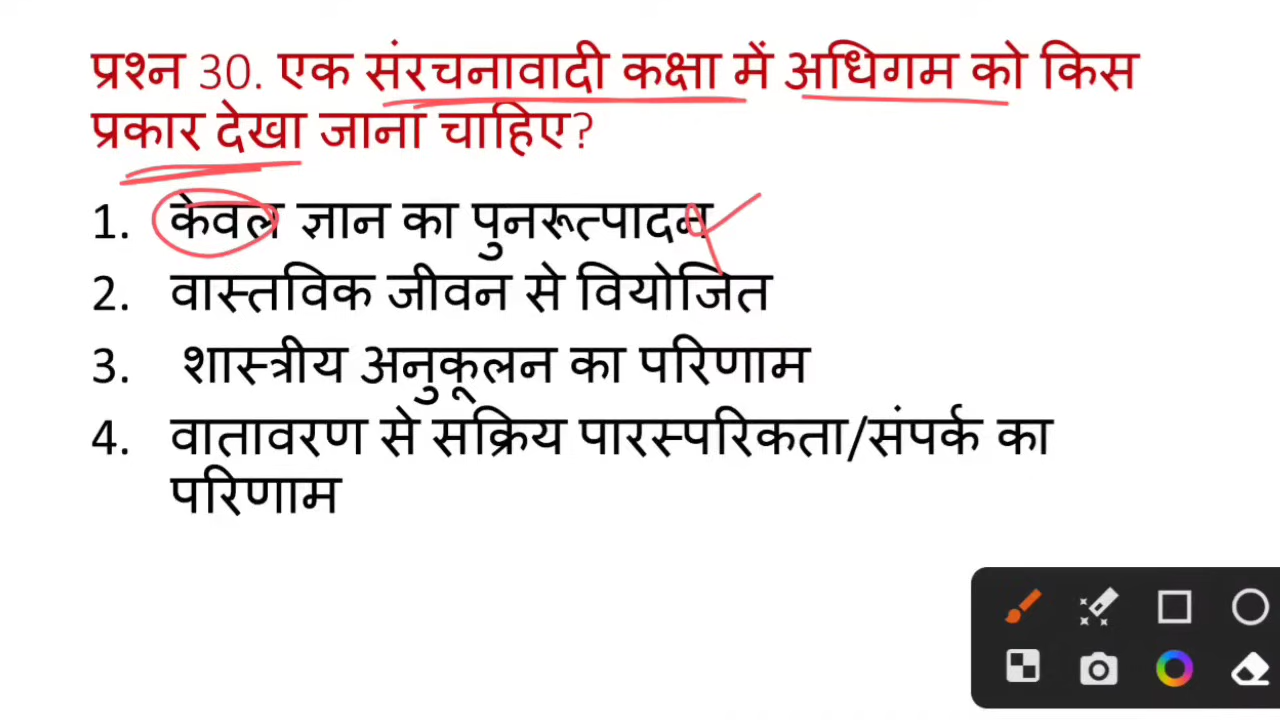 प्रश्न 30. एक संरचनावादी कक्षा में अधिगम को किस
प्रकार देखा जाना चाहिए?
1. केवल ज्ञान का पुनरूत्पादन
2. वास्तविक जीवन से वियोजित
3. शास्त्रीय अनुकूलन का परिणाम
4. वातावरण से सक्रिय पारस्परिकता/संपर्क का
परिणाम